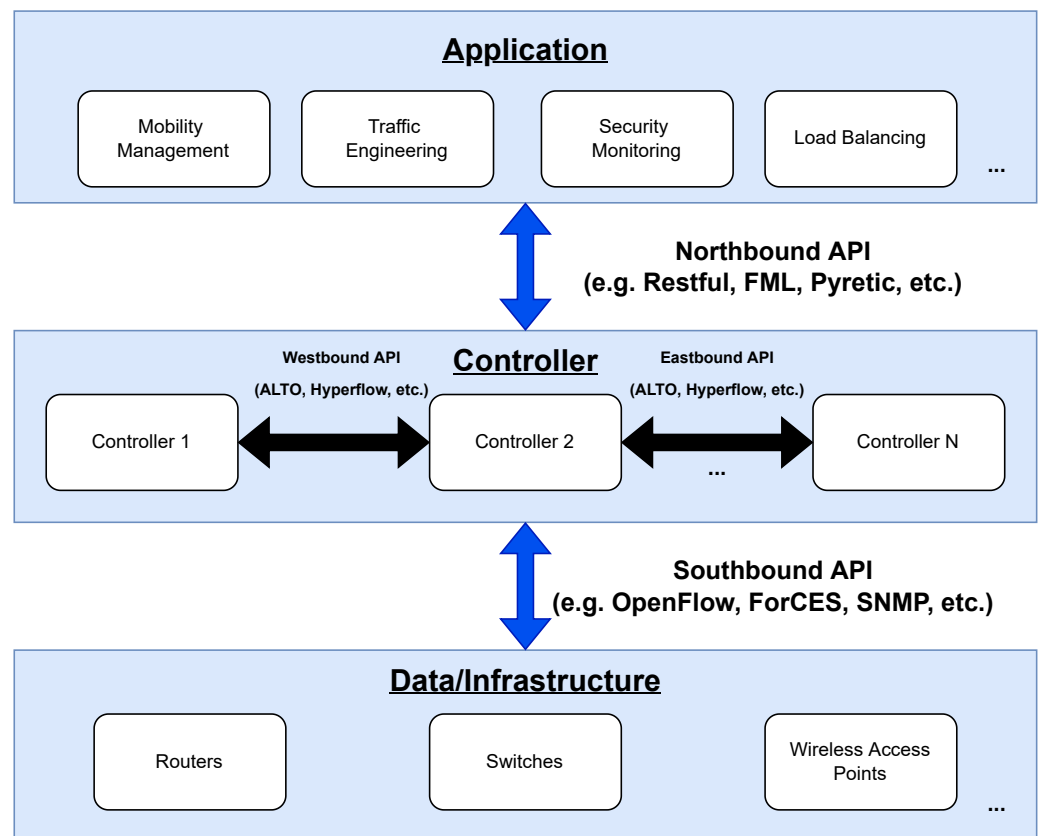 Application
Mobility
Management
Traffic
Engineering
Security
Monitoring
Load Balancing
...
Northbound API
(e.g. Restful, FML, Pyretic, etc.)
Controller
Westbound API
(ALTO, Hyperflow, etc.)
Eastbound API
(ALTO, Hyperflow, etc.)
Controller 1
Controller 2
Controller N
...
Southbound API
(e.g. OpenFlow, ForCES, SNMP, etc.)
Data/Infrastructure
Routers
Switches
Wireless Access
Points
...